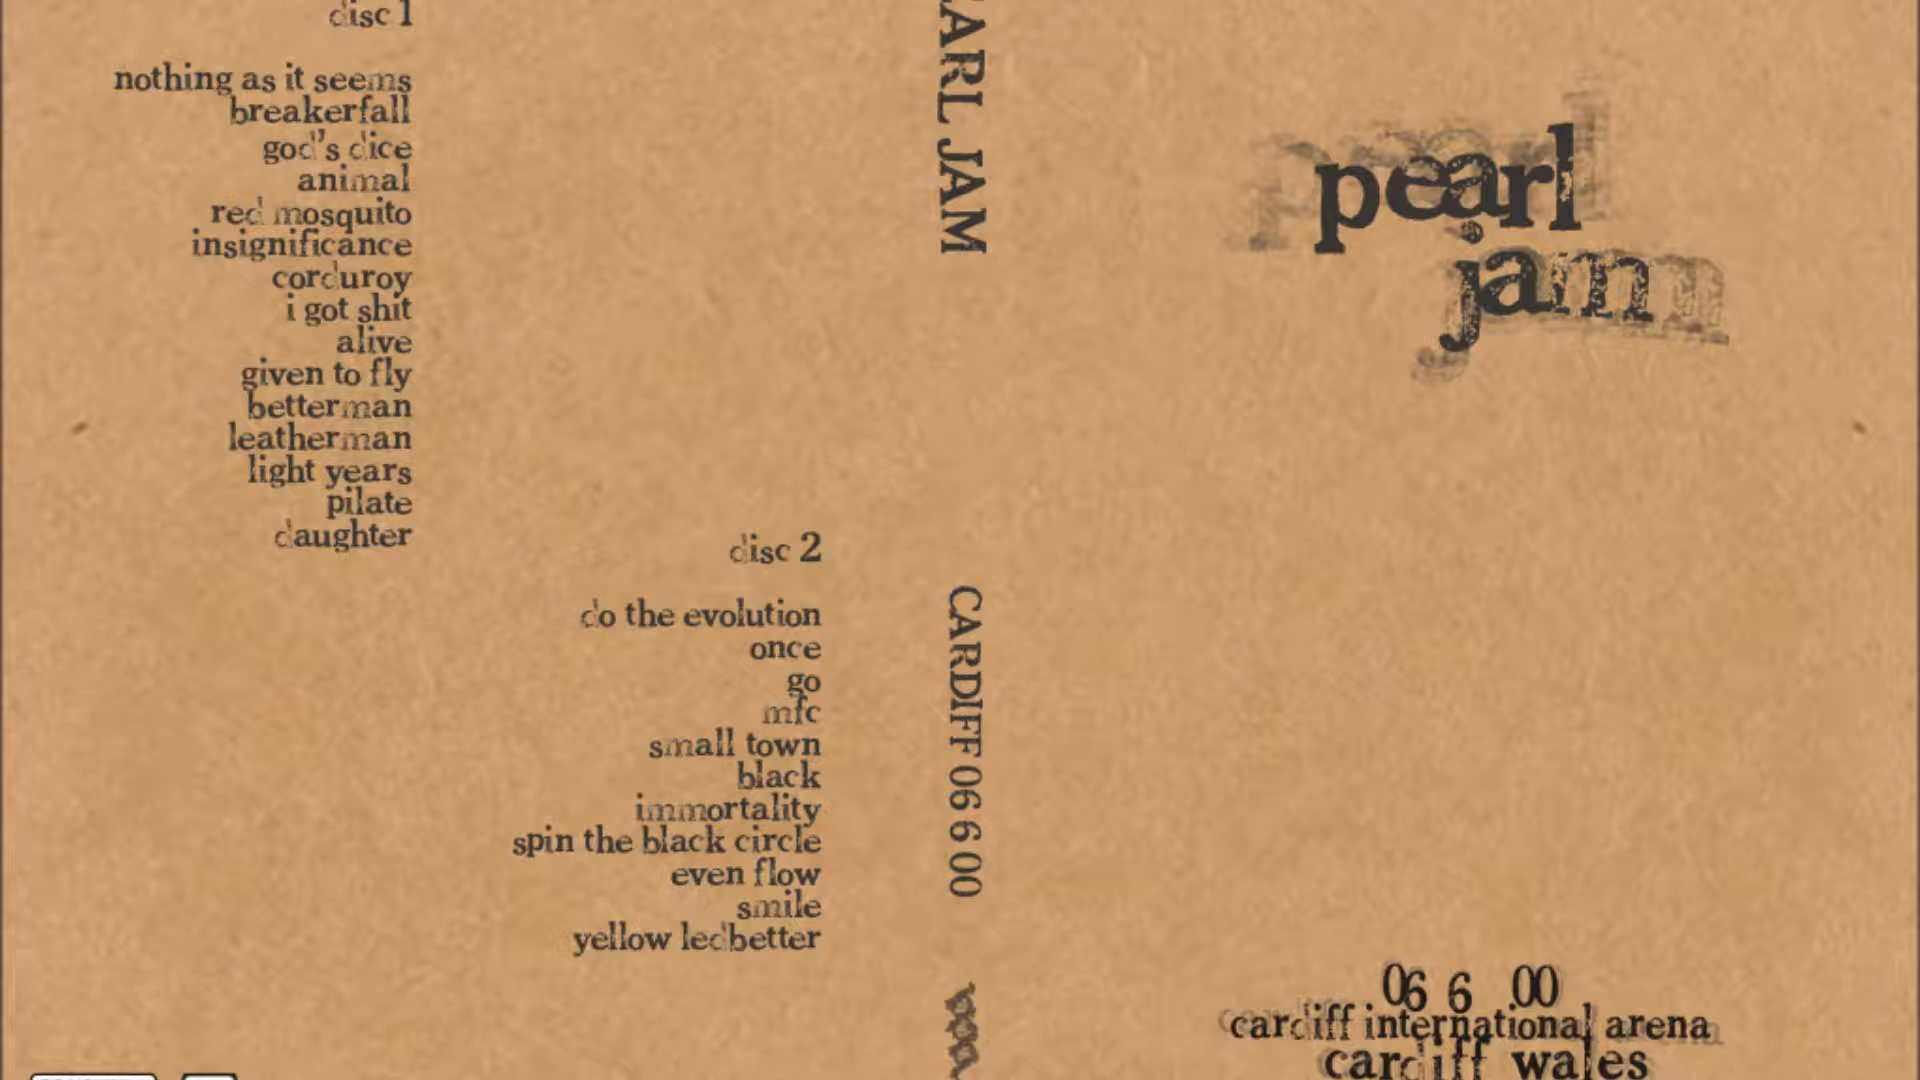 disc 1
nothing as it seems
breakerfall
god's dice
animal
red mosquito
insignificance
corduroy
i got shit
alive
given to fly
betterman
leatherman
light years
pilate
daughter
disc 2
do the evolution
once
go
mfc
small town
black
immortality
spin the black circle
even flow
smile
yellow ledbetter
EARL JAM
CARDIFF 06 6 00
pearl
jam
06 6 00
cardiff international arena
cardiff wales